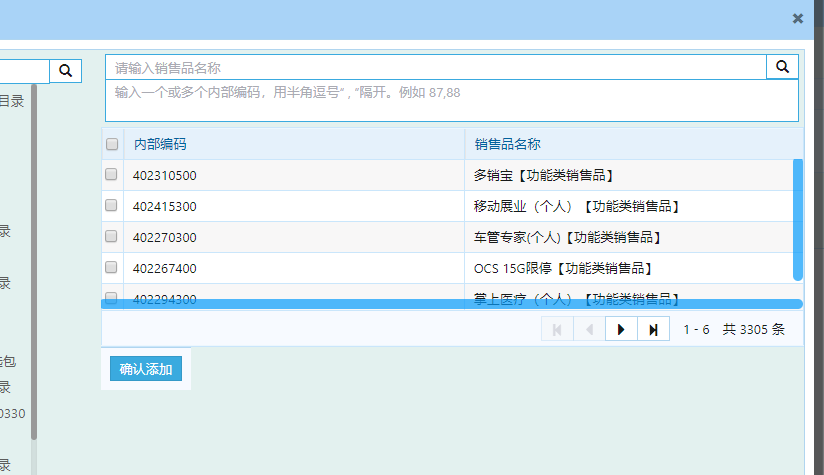 目录
录
录
包
录
0330
录
请输入销售品名称
输入一个或多个内部编码，用半角逗号“ , ”隔开。例如 87,88
内部编码 销售品名称
402310500 多销宝【功能类销售品】
402415300 移动展业（个人）【功能类销售品】
402270300 车管专家(个人)【功能类销售品】
402267400 OCS 15G限停【功能类销售品】
402294300 掌上医疗（个人）【功能类销售品】
1 - 6 共 3305 条
确认添加